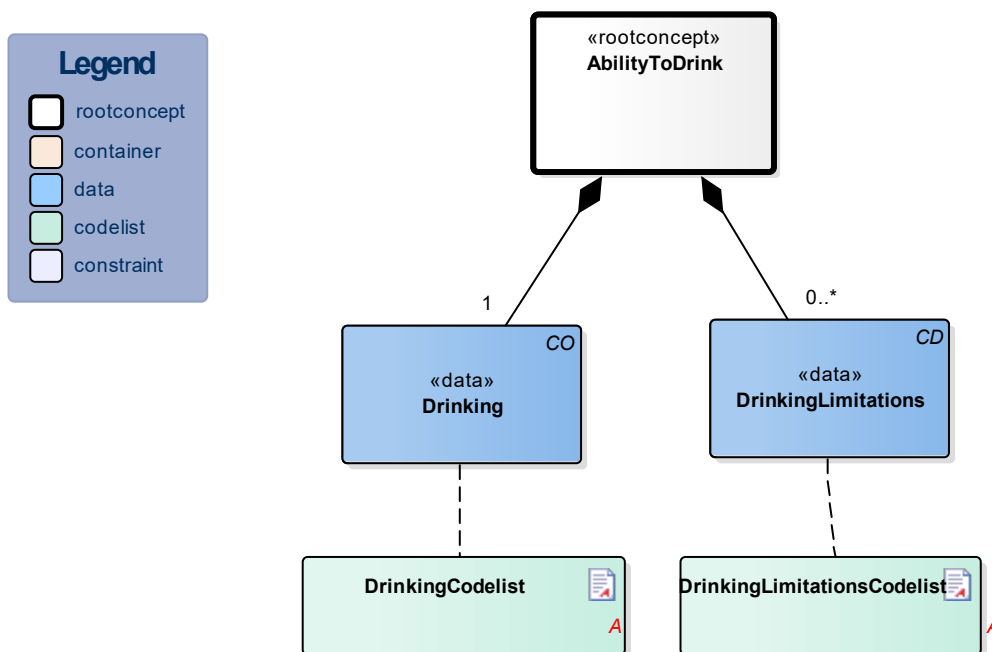 Legend
rootconcept
container
data
codelist
constraint
«rootconcept»
AbilityToDrink
1
0..*
CO
«data»
Drinking
CD
«data»
DrinkingLimitations
DrinkingCodelist
A
DrinkingLimitationsCodelist
A